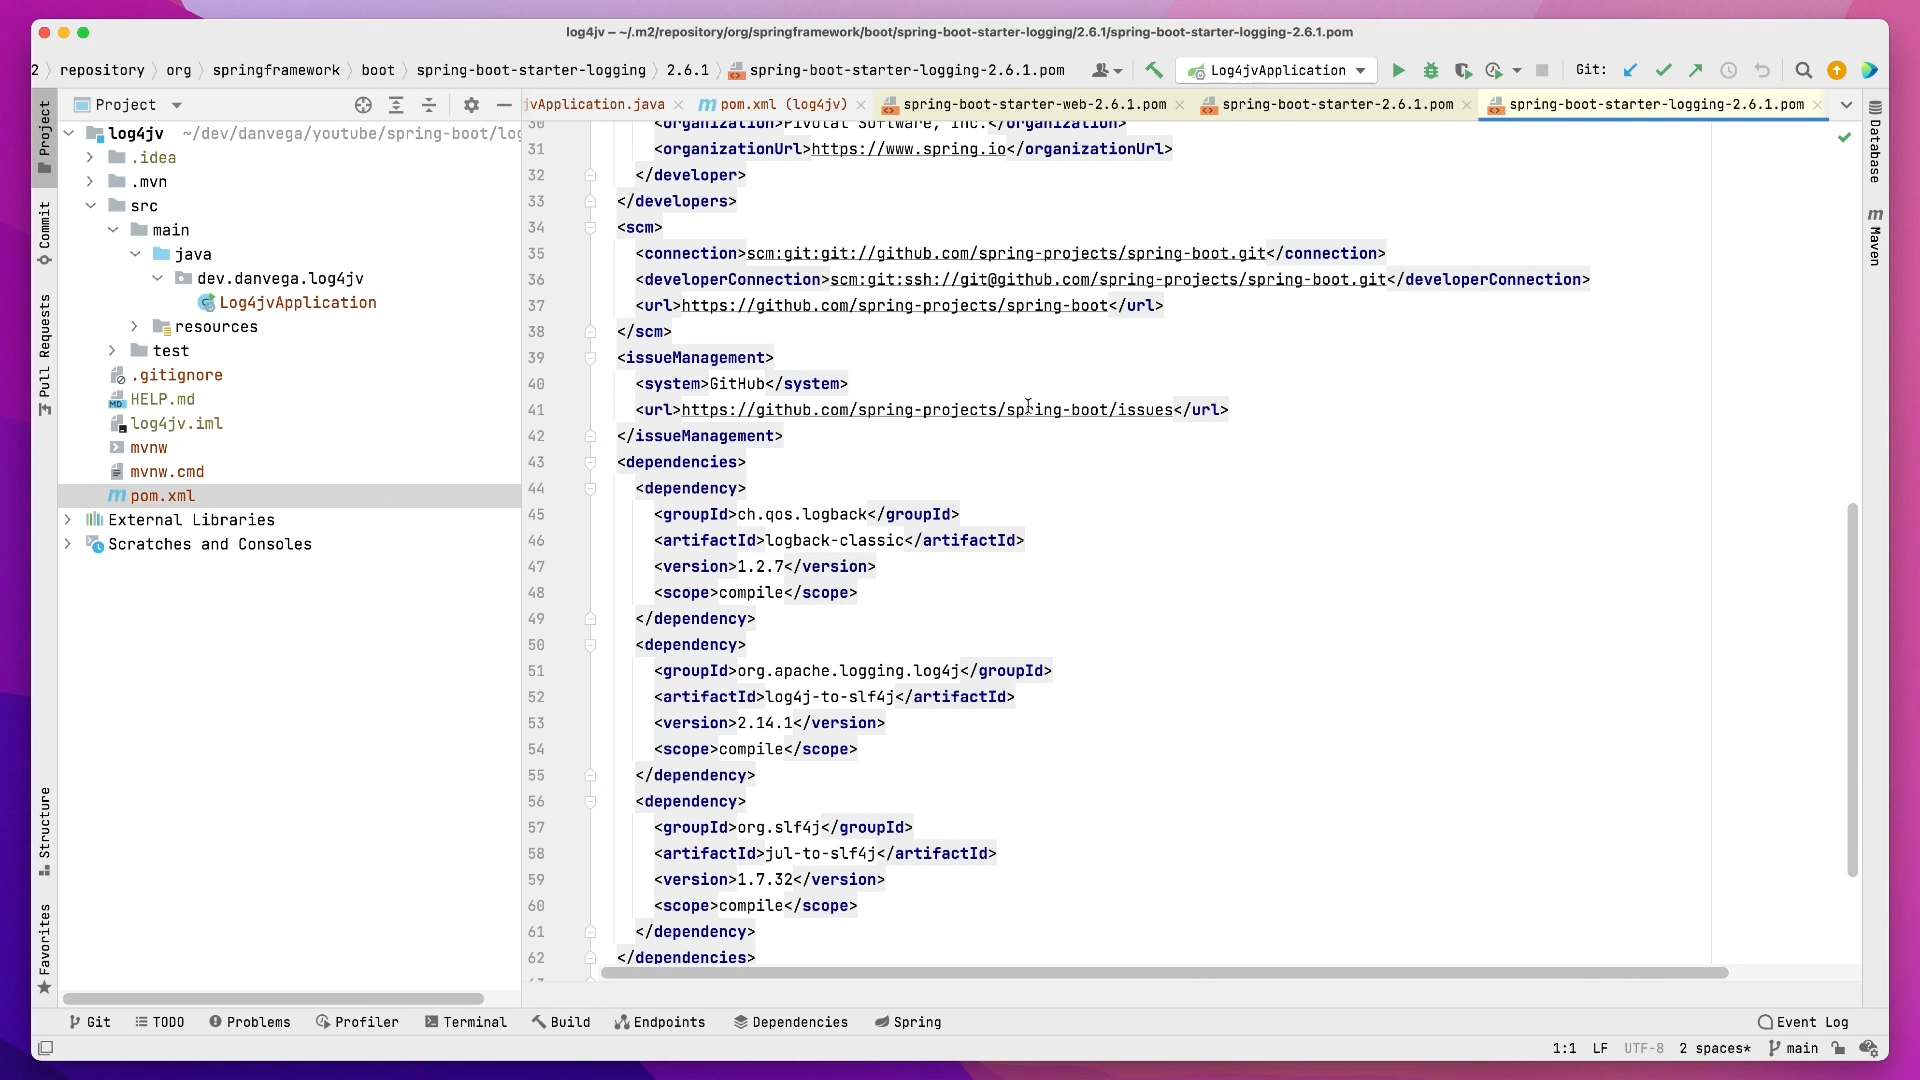 log4jv – ~/.m2/repository/org/springframework/boot/spring-boot-starter-logging/2.6.1/spring-boot-starter-logging-2.6.1.pom
2 repository org springframework boot spring-boot-starter-logging 2.6.1 spring-boot-starter-logging-2.6.1.pom Log4jvApplication Git:
Project jvApplication.java pom.xml (log4jv) spring-boot-starter-web-2.6.1.pom spring-boot-starter-2.6.1.pom spring-boot-starter-logging-2.6.1.pom
Project
Commit
Pull Requests
Structure
Favorites
log4jv ~/dev/danvega/youtube/spring-boot/log
.idea
.mvn
src
main
java
dev.danvega.log4jv
Log4jvApplication
resources
test
.gitignore
HELP.md
log4jv.iml
mvnw
mvnw.cmd
pom.xml
External Libraries
Scratches and Consoles
30 <organization>Pivotal Software, Inc.</organization>
31 <organizationUrl>https://www.spring.io</organizationUrl>
32 </developer>
33 </developers>
34 <scm>
35 <connection>scm:git:git://github.com/spring-projects/spring-boot.git</connection>
36 <developerConnection>scm:git:ssh://git@github.com/spring-projects/spring-boot.git</developerConnection>
37 <url>https://github.com/spring-projects/spring-boot</url>
38 </scm>
39 <issueManagement>
40 <system>GitHub</system>
41 <url>https://github.com/spring-projects/spring-boot/issues</url>
42 </issueManagement>
43 <dependencies>
44 <dependency>
45 <groupId>ch.qos.logback</groupId>
46 <artifactId>logback-classic</artifactId>
47 <version>1.2.7</version>
48 <scope>compile</scope>
49 </dependency>
50 <dependency>
51 <groupId>org.apache.logging.log4j</groupId>
52 <artifactId>log4j-to-slf4j</artifactId>
53 <version>2.14.1</version>
54 <scope>compile</scope>
55 </dependency>
56 <dependency>
57 <groupId>org.slf4j</groupId>
58 <artifactId>jul-to-slf4j</artifactId>
59 <version>1.7.32</version>
60 <scope>compile</scope>
61 </dependency>
62 </dependencies>
Database
Maven
Git TODO Problems Profiler Terminal Build Endpoints Dependencies Spring Event Log
1:1 LF UTF-8 2 spaces* main